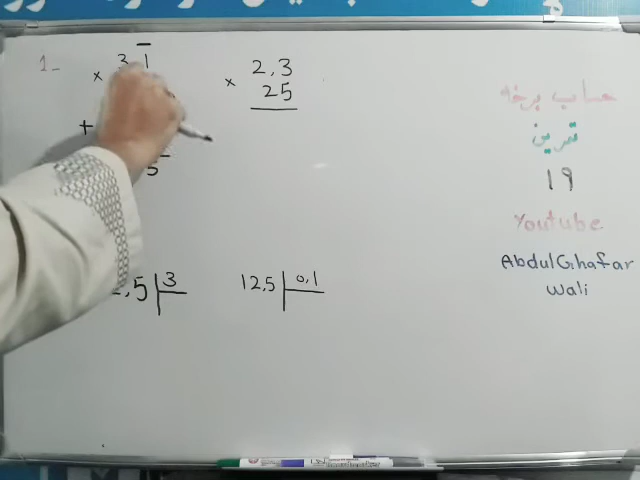 1-
3 1
×
+
5
2,3
× 25
,5 | 3
12,5 | 0,1
حساب برخه
تمرین
19
Youtube
AbdulGhafar
Wali